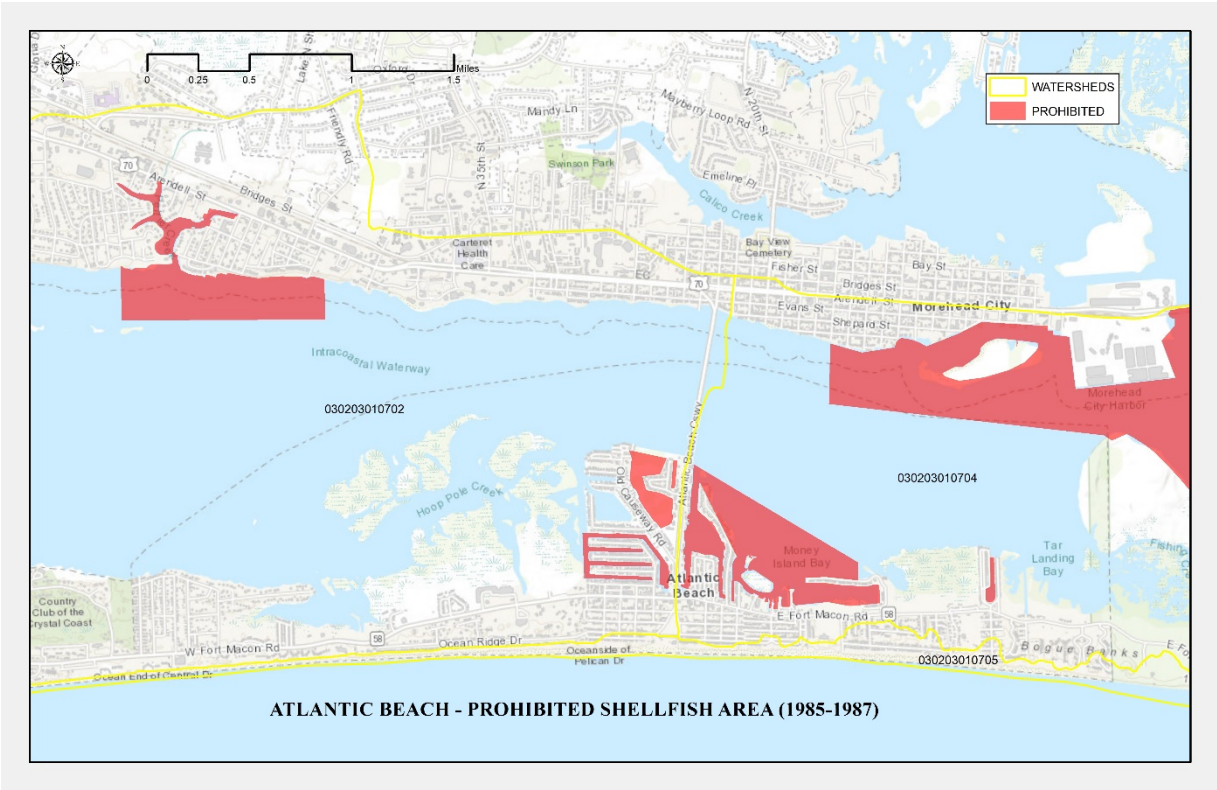 N
W
E
S
0
0.25
0.5
1
1.5
Miles
WATERSHEDS
PROHIBITED
Lake N St
Oxford Dr
Friendly Rd
Mandy Ln
N 35th St
Swinson Park
Mayberry Loop Rd
N 20th St
Emeline Pl
Calico Creek
70
Arendell St
Bridges St
Carteret
Health
Care
Bay View
Cemetery
Fisher St
Bay St
70
Bridges St
Arendell St
Evans St
Morehead City
Shepard St
Intracoastal Waterway
Morehead
City Harbor
030203010702
030203010704
Atlantic Beach Cswy
Old Causeway Rd
Hoop Pole Creek
Money
Island Bay
Tar
Landing
Bay
Atlantic
Beach
Country
Club of the
Crystal Coast
E Fort Macon Rd
58
58
W Fort Macon Rd
Ocean Ridge Dr
Oceanside of
Pelican Dr
Ocean End of Central Dr
Bogue Banks
030203010705
ATLANTIC BEACH - PROHIBITED SHELLFISH AREA (1985-1987)